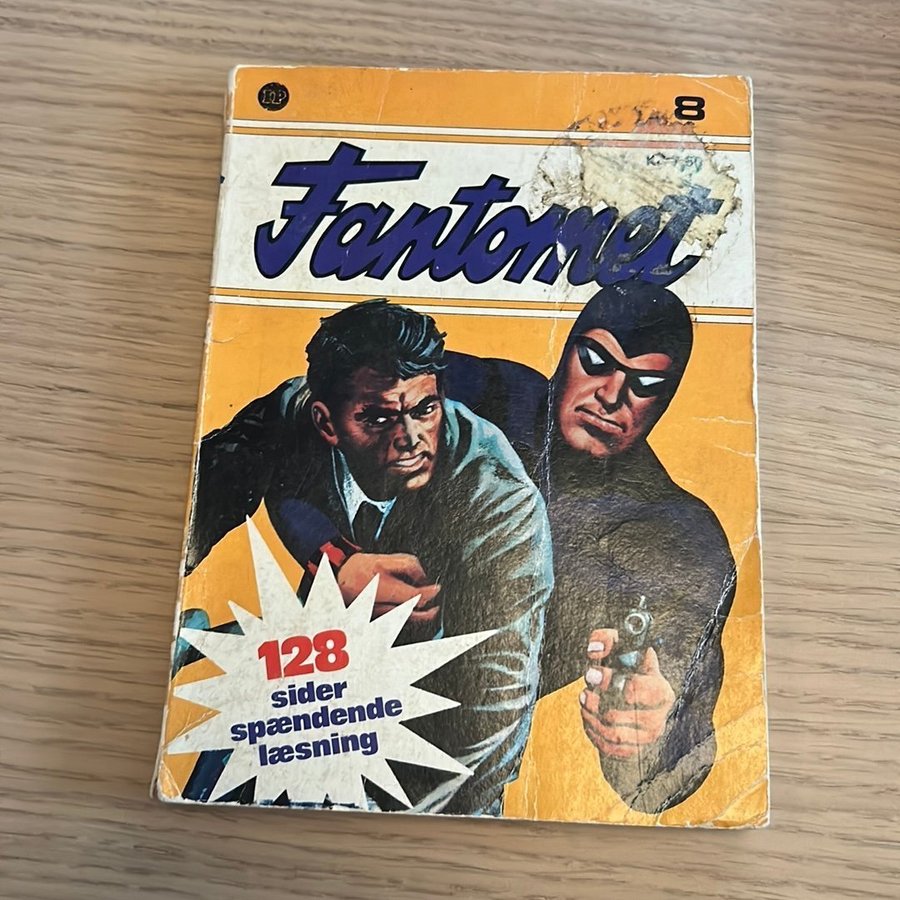 8
Fantomet
128
sider
spændende
læsning